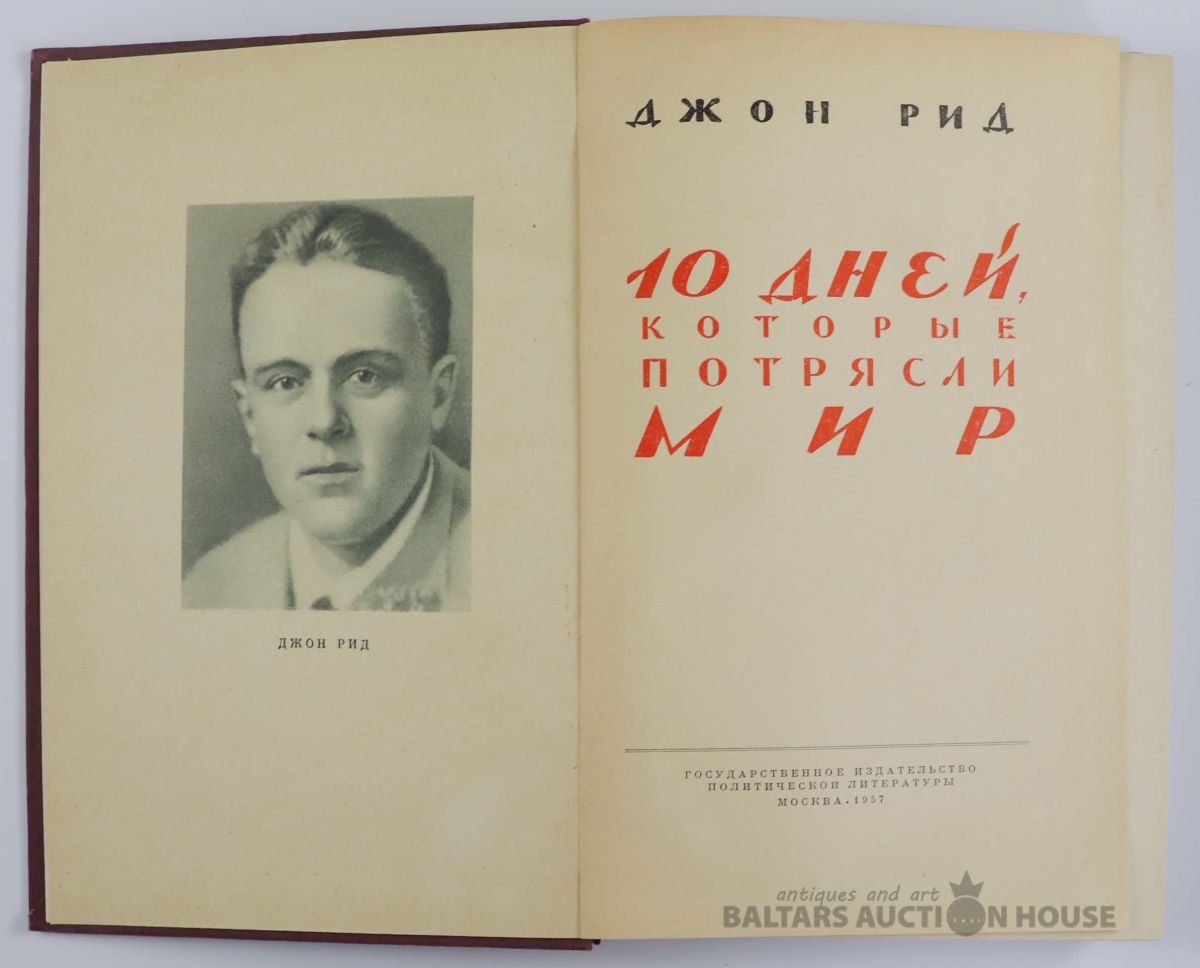 ДЖОН РИД
ДЖОН РИД
10 ДНЕЙ,
КОТОРЫЕ
ПОТРЯСЛИ
МИР
ГОСУДАРСТВЕННОЕ ИЗДАТЕЛЬСТВО
ПОЛИТИЧЕСКОЙ ЛИТЕРАТУРЫ
МОСКВА • 1957
antiques and art
BALTARS AUCTION HOUSE